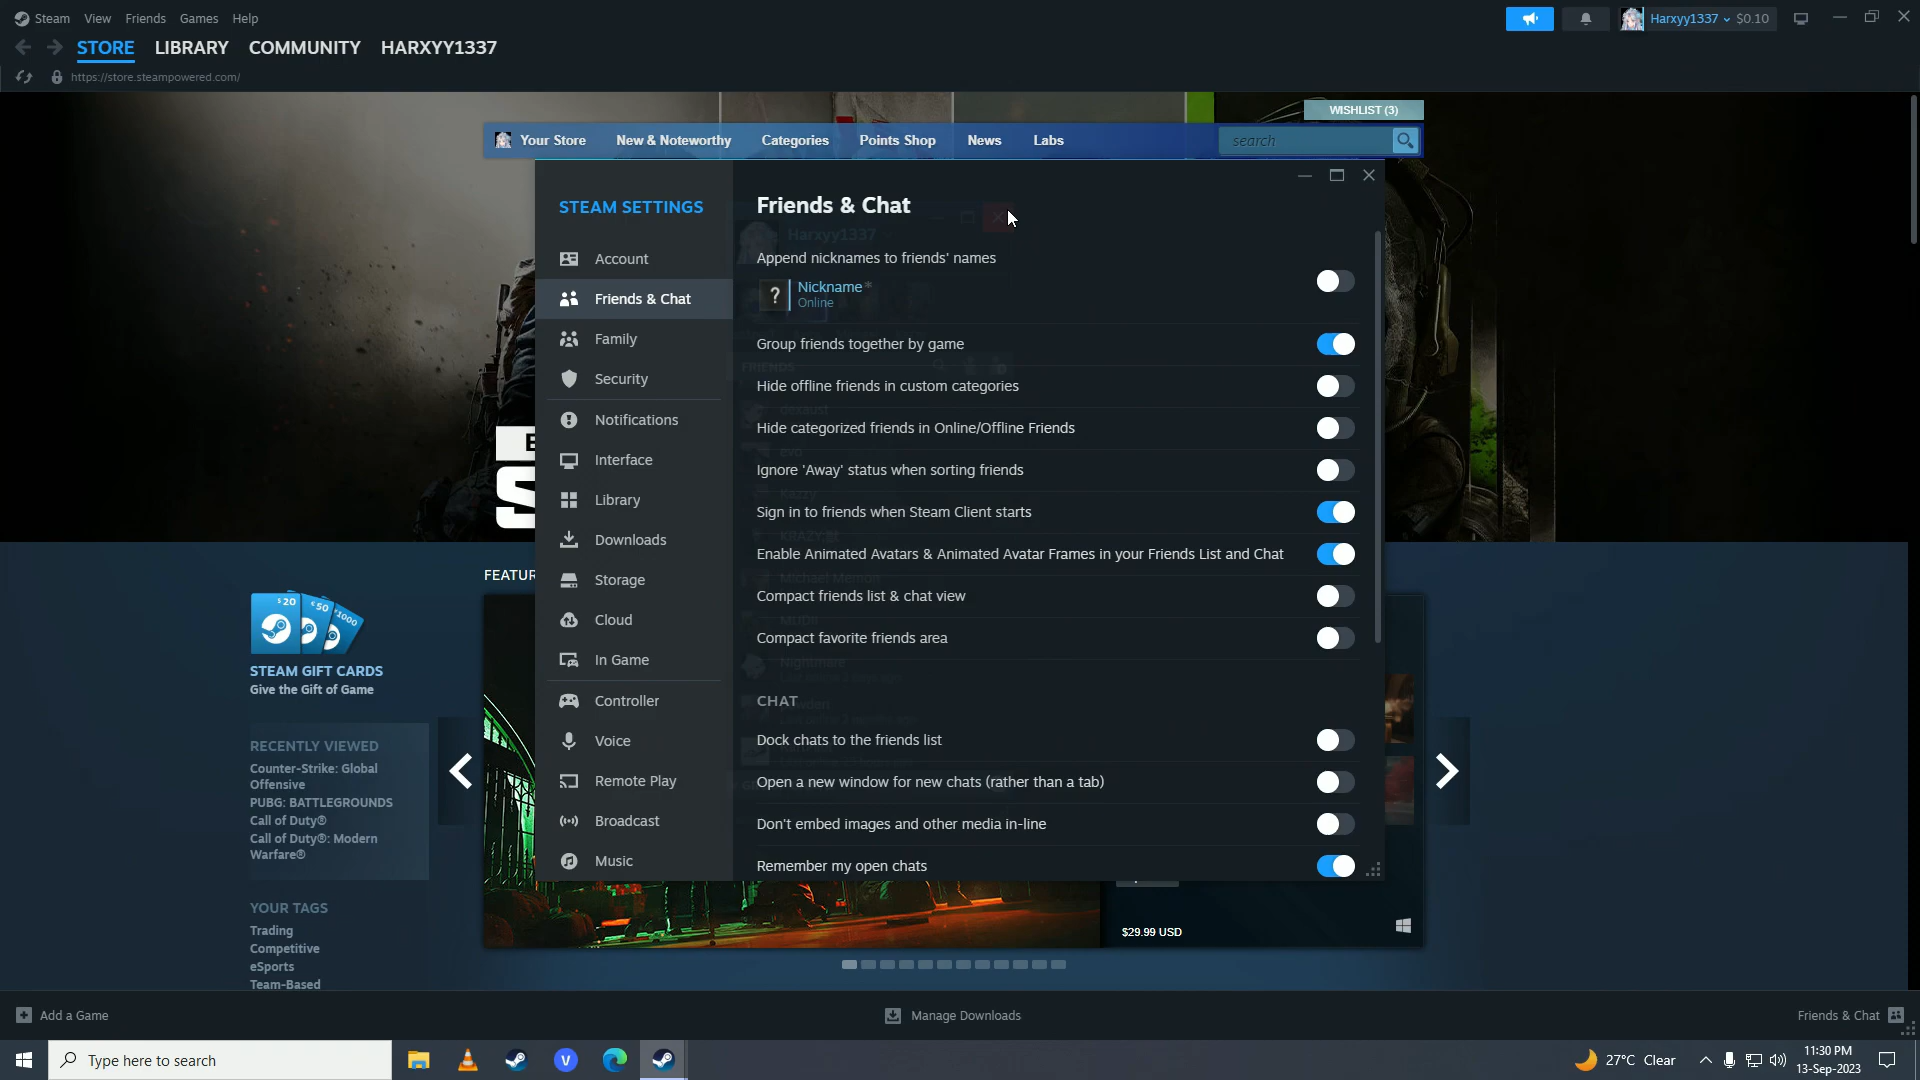 Steam View Friends Games Help
Harxyy1337 $0.10
STORE LIBRARY COMMUNITY HARXYY1337
https://store.steampowered.com/
WISHLIST (3)
Your Store New & Noteworthy Categories Points Shop News Labs
search
STEAM SETTINGS
Account
Friends & Chat
Family
Security
Notifications
Interface
Library
Downloads
Storage
Cloud
In Game
Controller
Voice
Remote Play
Broadcast
Music
Friends & Chat
Harxyy1337
Append nicknames to friends' names
Nickname*
Online
Group friends together by game
FRIENDS
Hide offline friends in custom categories
Hide categorized friends in Online/Offline Friends
Ignore 'Away' status when sorting friends
Kazzy
Sign in to friends when Steam Client starts
Enable Animated Avatars & Animated Avatar Frames in your Friends List and Chat
Michael Memon
Compact friends list & chat view
Compact favorite friends area
Nightmare
CHAT
Dock chats to the friends list
Open a new window for new chats (rather than a tab)
Don't embed images and other media in-line
Remember my open chats
FEATUR
$20 €50 ¥1000
STEAM GIFT CARDS
Give the Gift of Game
RECENTLY VIEWED
Counter-Strike: Global
Offensive
PUBG: BATTLEGROUNDS
Call of Duty®
Call of Duty®: Modern
Warfare®
YOUR TAGS
Trading
Competitive
eSports
Team-Based
$29.99 USD
Add a Game
Manage Downloads
Friends & Chat
Type here to search
27°C Clear
11:30 PM
13-Sep-2023